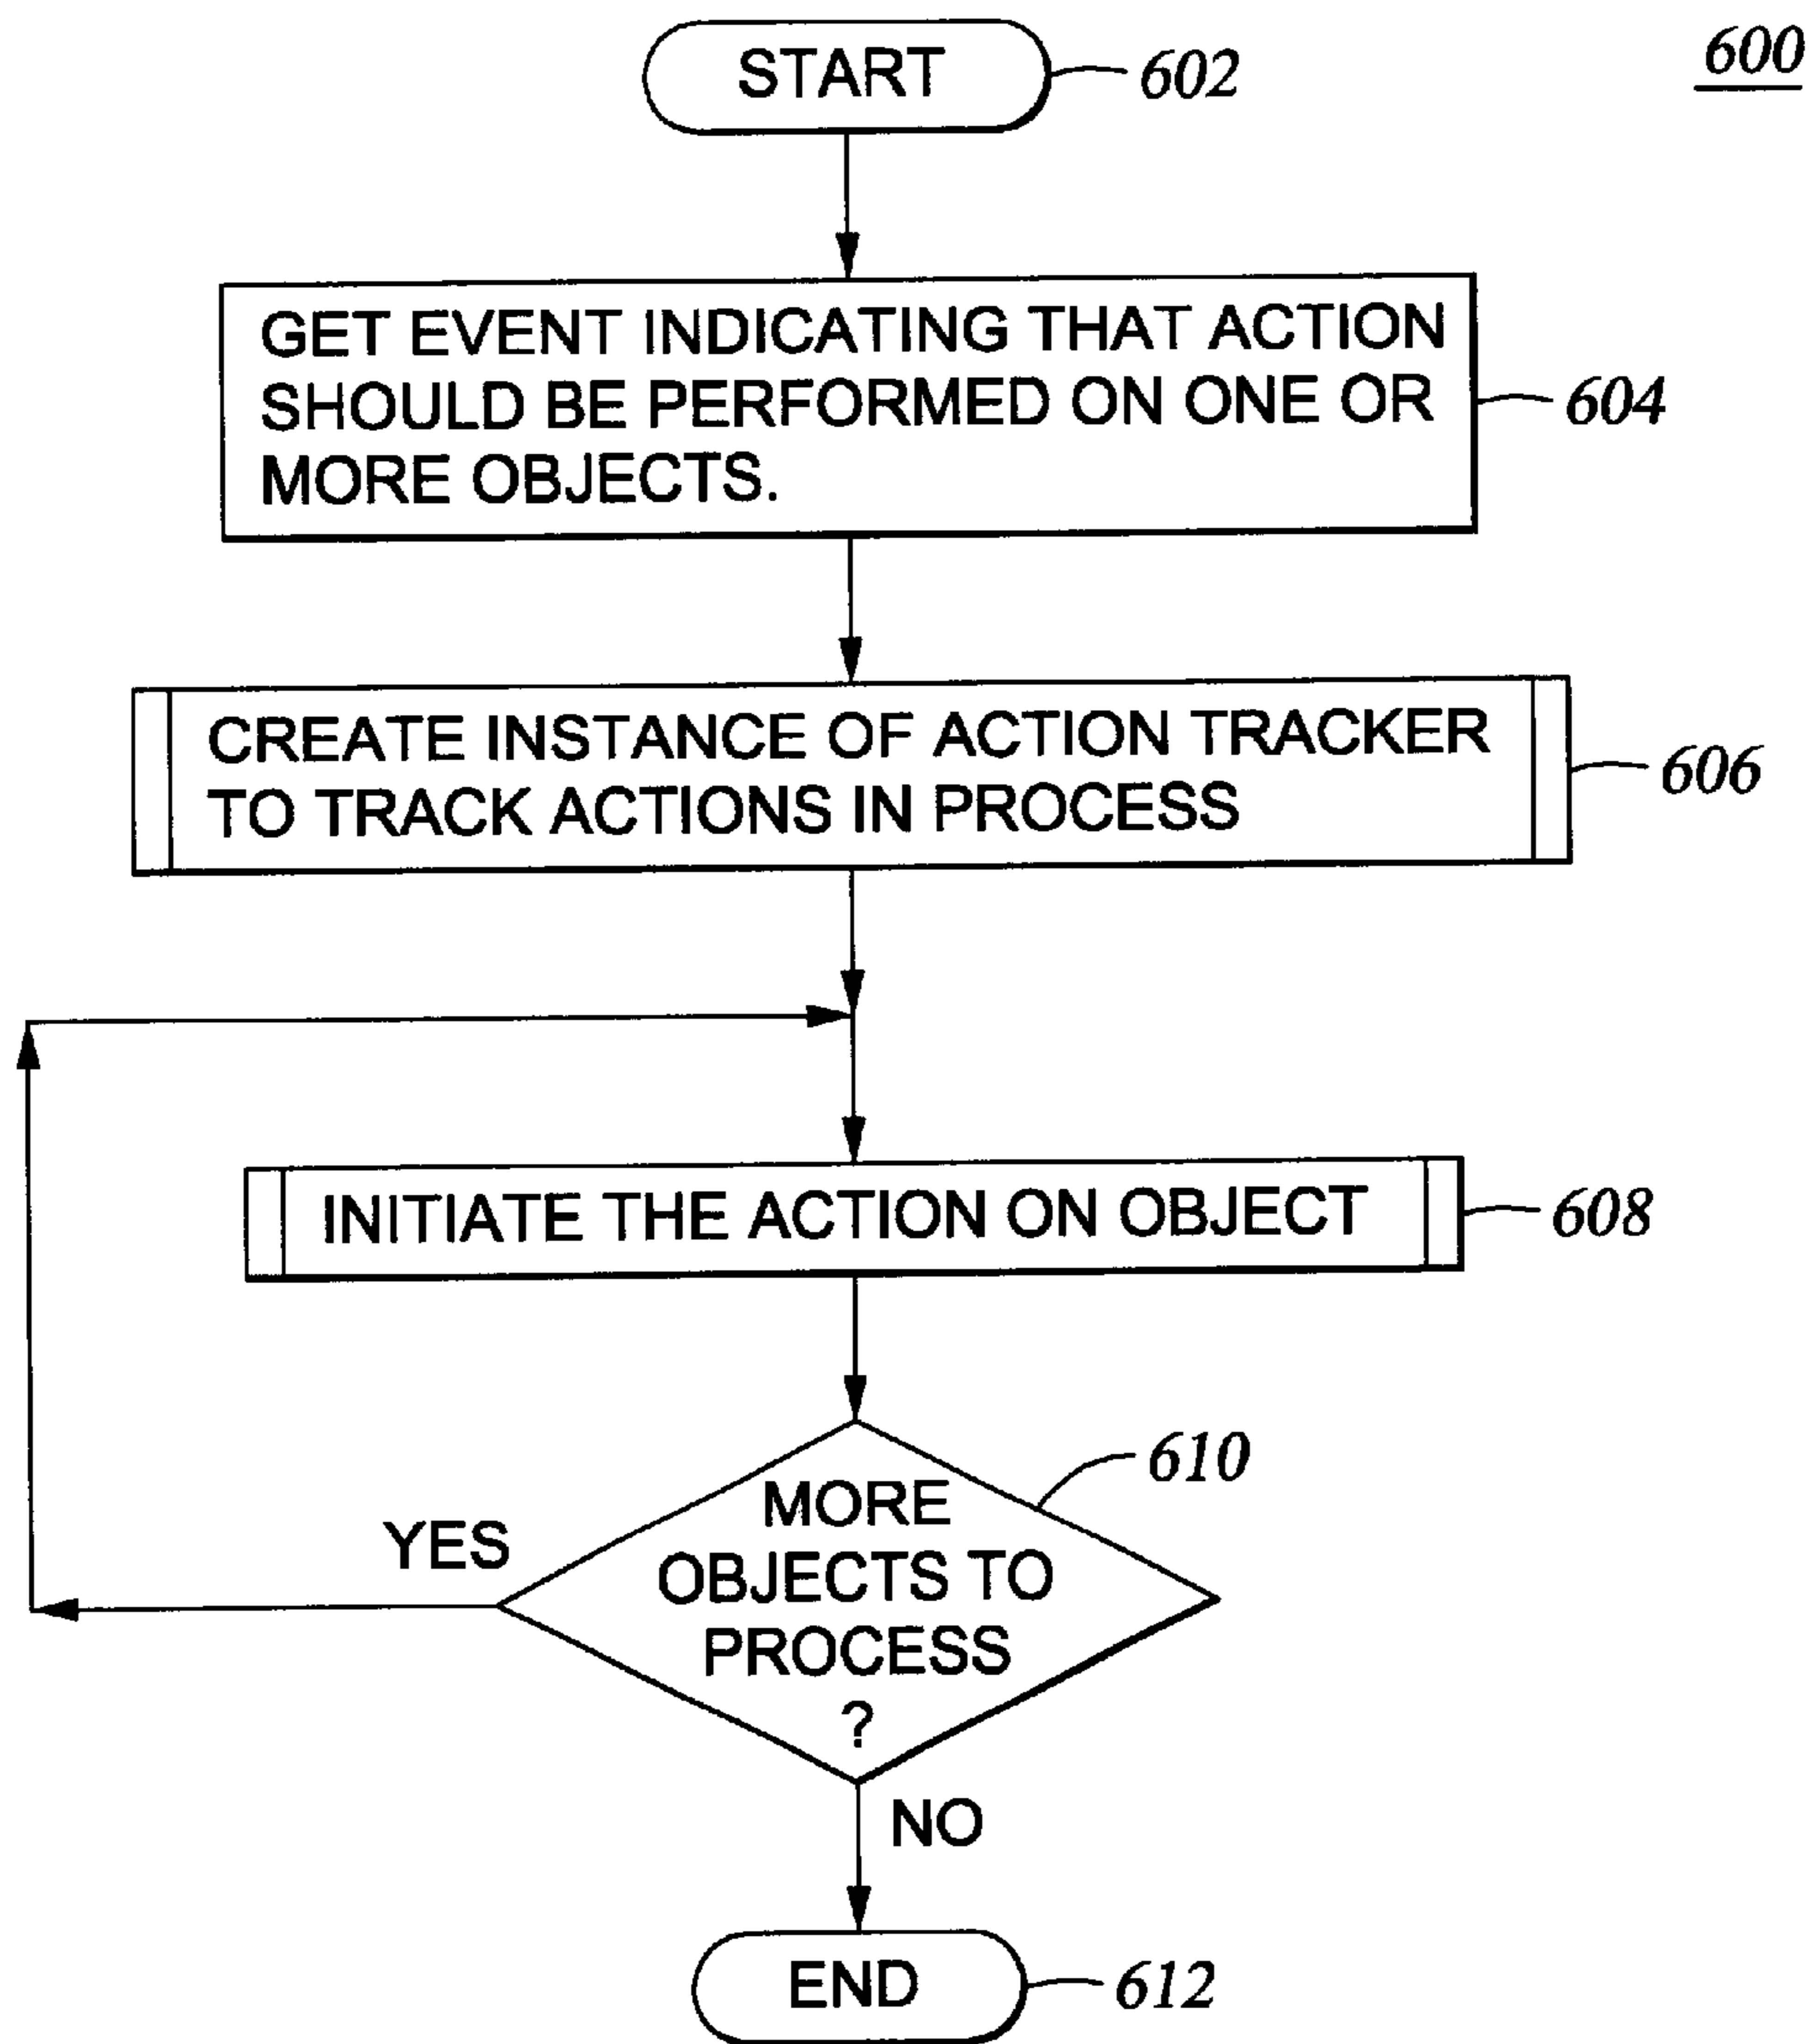 600
START
602
GET EVENT INDICATING THAT ACTION
SHOULD BE PERFORMED ON ONE OR
MORE OBJECTS.
604
CREATE INSTANCE OF ACTION TRACKER
TO TRACK ACTIONS IN PROCESS
606
INITIATE THE ACTION ON OBJECT
608
610
MORE
OBJECTS TO
PROCESS
?
YES
NO
END
612